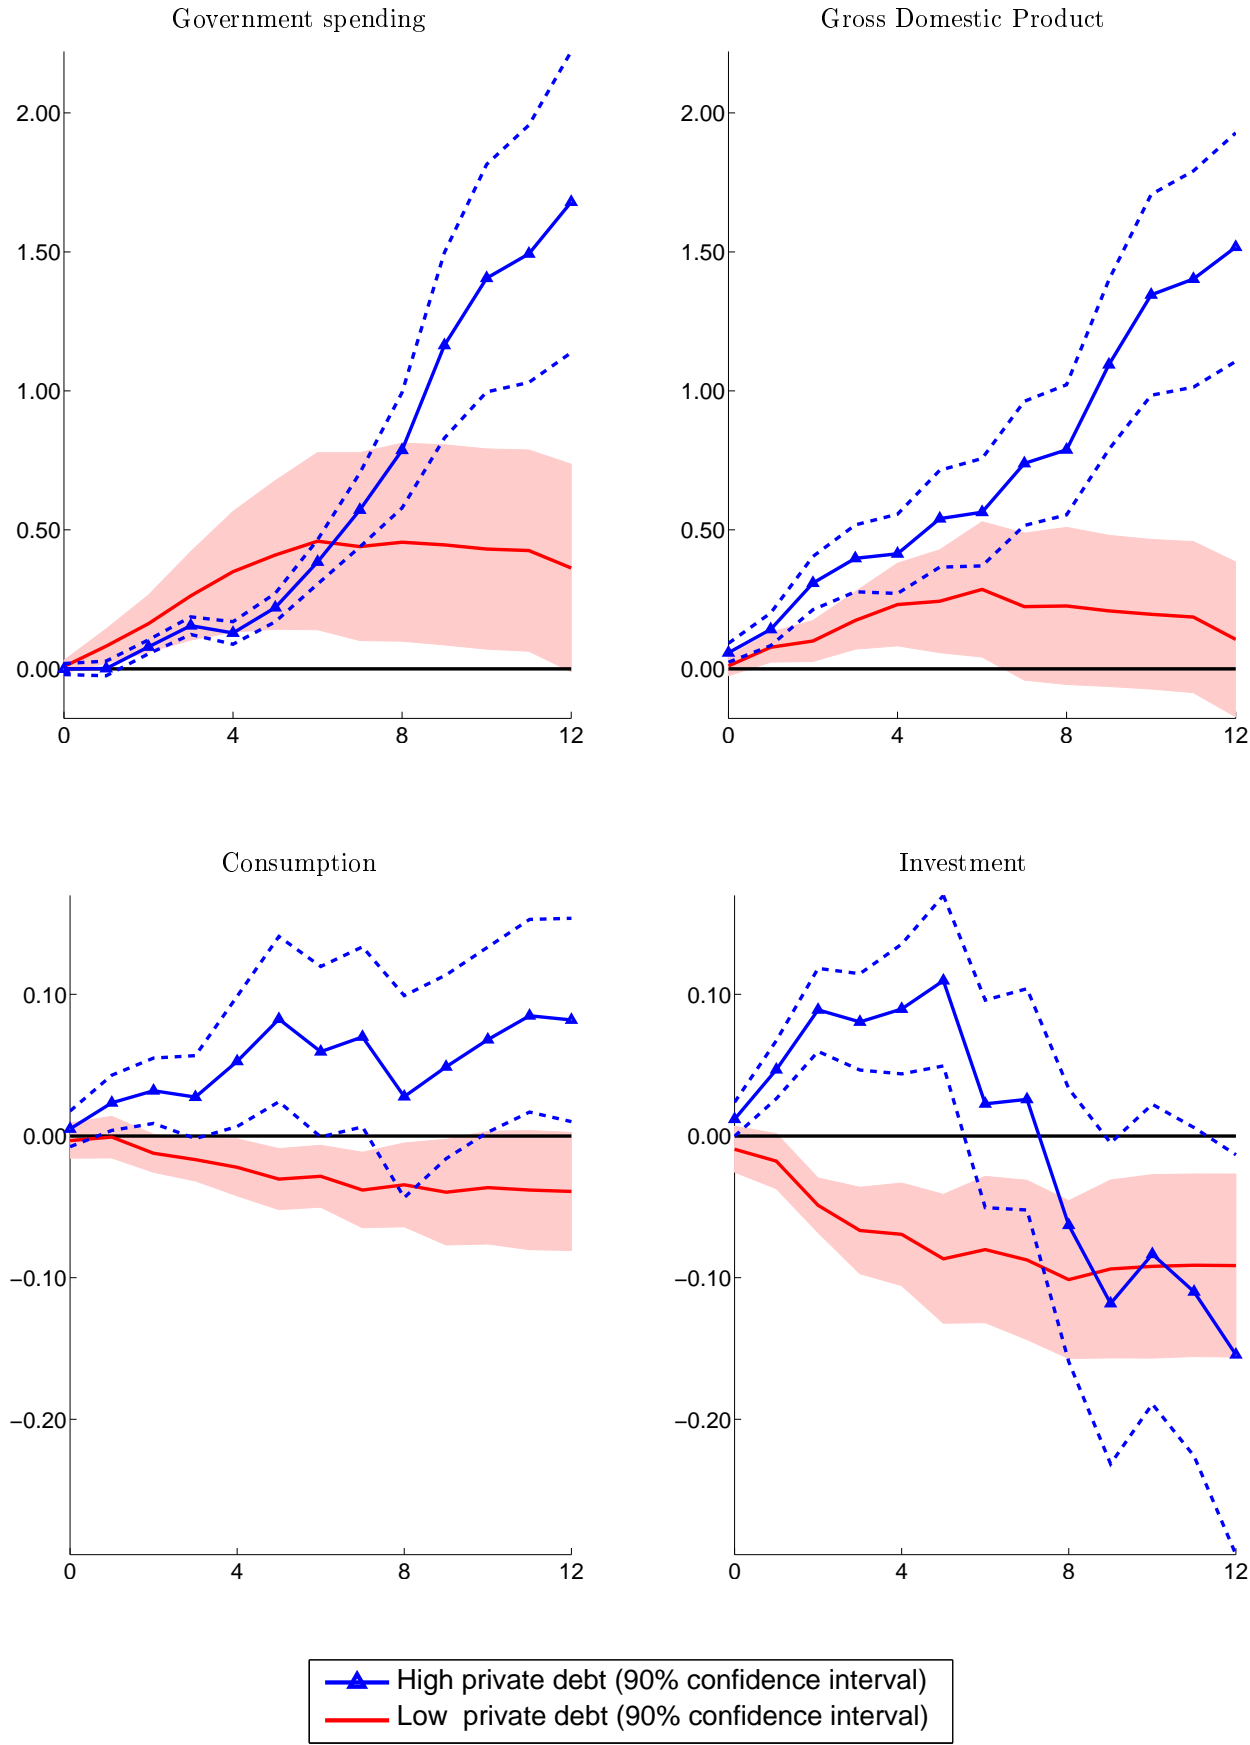 Government spending
2.00
1.50
1.00
0.50
0.00
0 4 8 12
Gross Domestic Product
2.00
1.50
1.00
0.50
0.00
0 4 8 12
Consumption
0.10
0.00
−0.10
−0.20
0 4 8 12
Investment
0.10
0.00
−0.10
−0.20
0 4 8 12
High private debt (90% confidence interval)
Low private debt (90% confidence interval)